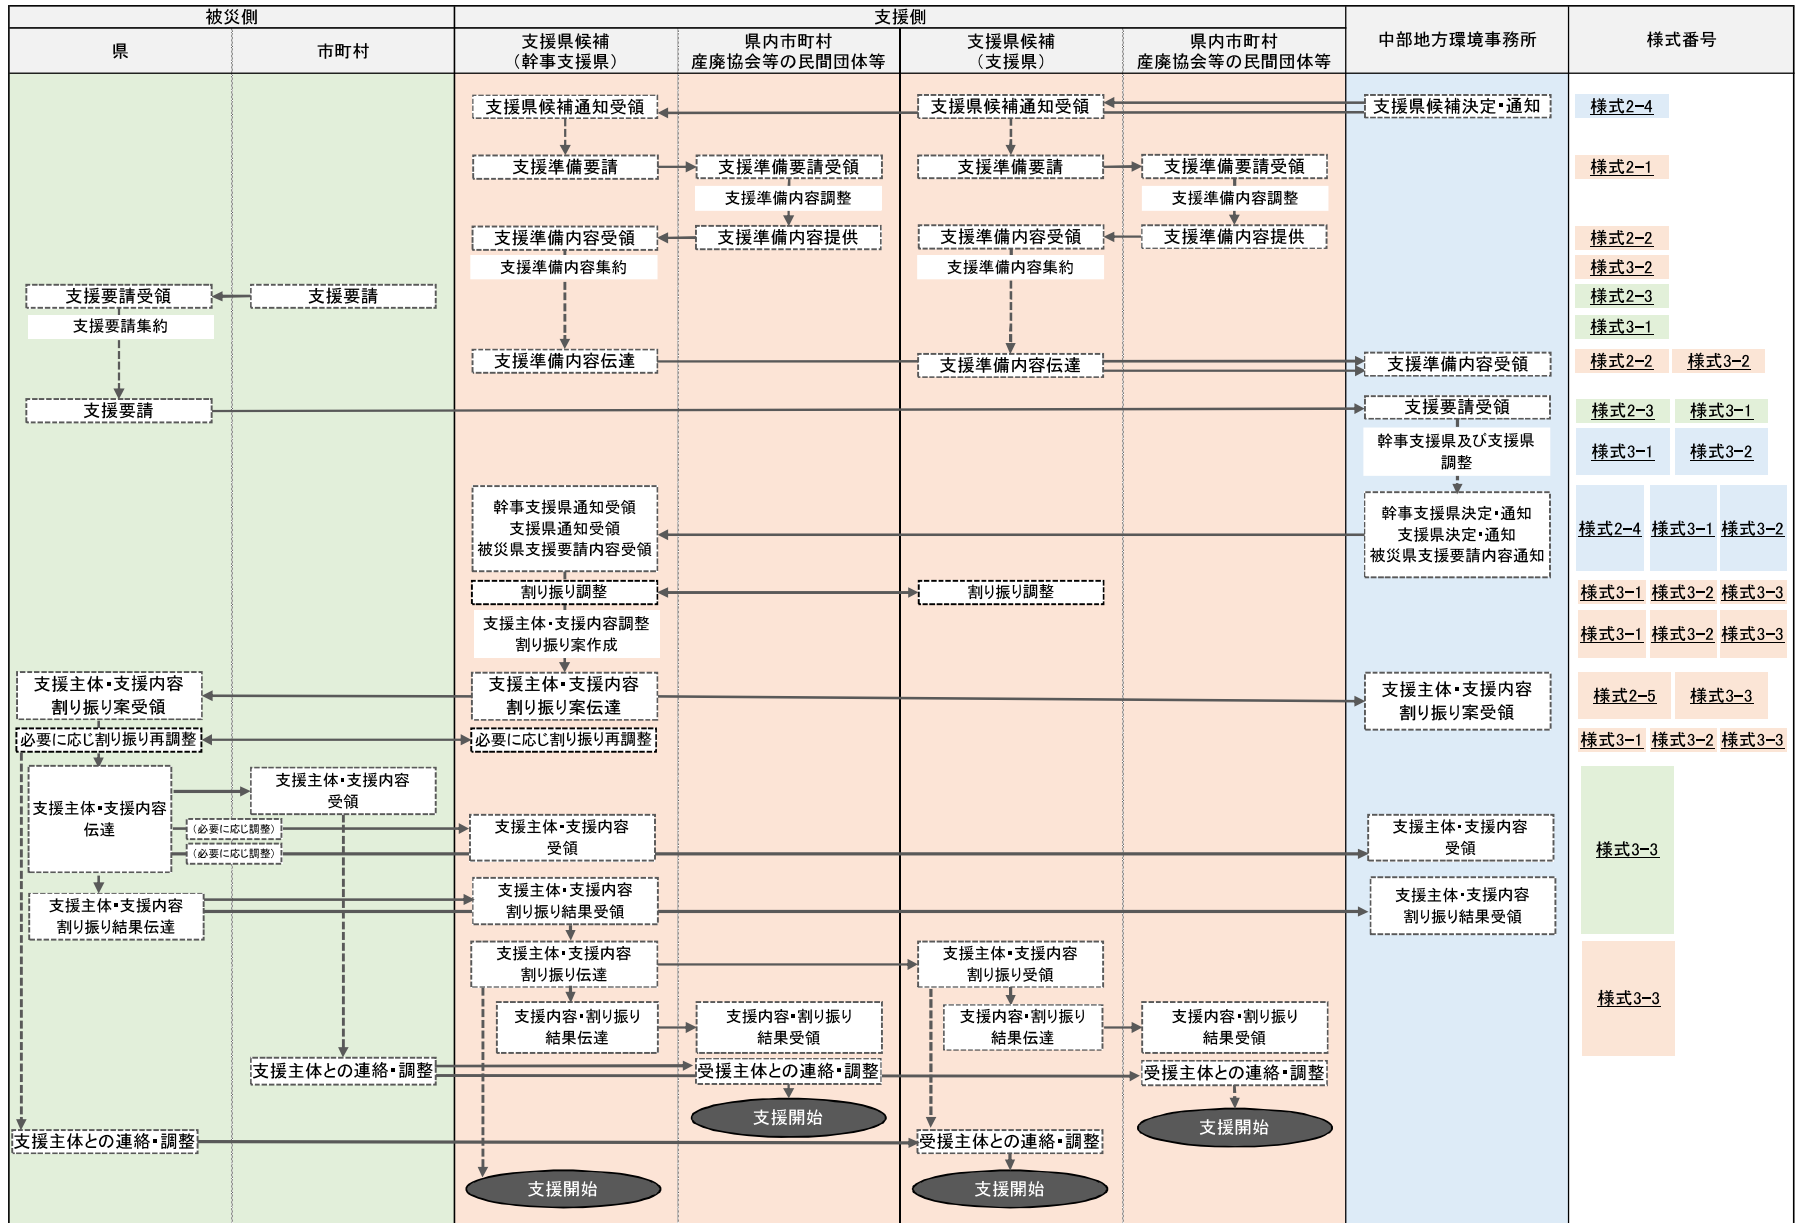 被災側
支援側
県
市町村
支援県候補
（幹事支援県）
県内市町村
産廃協会等の民間団体等
支援県候補
（支援県）
県内市町村
産廃協会等の民間団体等
中部地方環境事務所
様式番号
支援県候補通知受領
支援県候補通知受領
支援県候補決定・通知
様式2-4
支援準備要請
支援準備要請受領
支援準備要請
支援準備要請受領
様式2-1
支援準備内容調整
支援準備内容調整
支援準備内容受領
支援準備内容提供
支援準備内容受領
支援準備内容提供
様式2-2
支援準備内容集約
支援準備内容集約
様式3-2
支援要請受領
支援要請
様式2-3
支援要請集約
様式3-1
支援準備内容伝達
支援準備内容伝達
支援準備内容受領
様式2-2
様式3-2
支援要請
支援要請受領
様式2-3
様式3-1
幹事支援県及び支援県
調整
様式3-1
様式3-2
幹事支援県通知受領
支援県通知受領
被災県支援要請内容受領
幹事支援県決定・通知
支援県決定・通知
被災県支援要請内容通知
様式2-4
様式3-1
様式3-2
割り振り調整
割り振り調整
様式3-1
様式3-2
様式3-3
支援主体・支援内容調整
割り振り案作成
様式3-1
様式3-2
様式3-3
支援主体・支援内容
割り振り案受領
支援主体・支援内容
割り振り案伝達
支援主体・支援内容
割り振り案受領
様式2-5
様式3-3
必要に応じ割り振り再調整
必要に応じ割り振り再調整
様式3-1
様式3-2
様式3-3
支援主体・支援内容
伝達
支援主体・支援内容
受領
（必要に応じ調整）
（必要に応じ調整）
支援主体・支援内容
受領
支援主体・支援内容
受領
様式3-3
支援主体・支援内容
割り振り結果伝達
支援主体・支援内容
割り振り結果受領
支援主体・支援内容
割り振り結果受領
支援主体・支援内容
割り振り伝達
支援主体・支援内容
割り振り受領
様式3-3
支援内容・割り振り
結果伝達
支援内容・割り振り
結果受領
支援内容・割り振り
結果伝達
支援内容・割り振り
結果受領
支援主体との連絡・調整
受援主体との連絡・調整
受援主体との連絡・調整
支援開始
支援開始
支援主体との連絡・調整
受援主体との連絡・調整
支援開始
支援開始